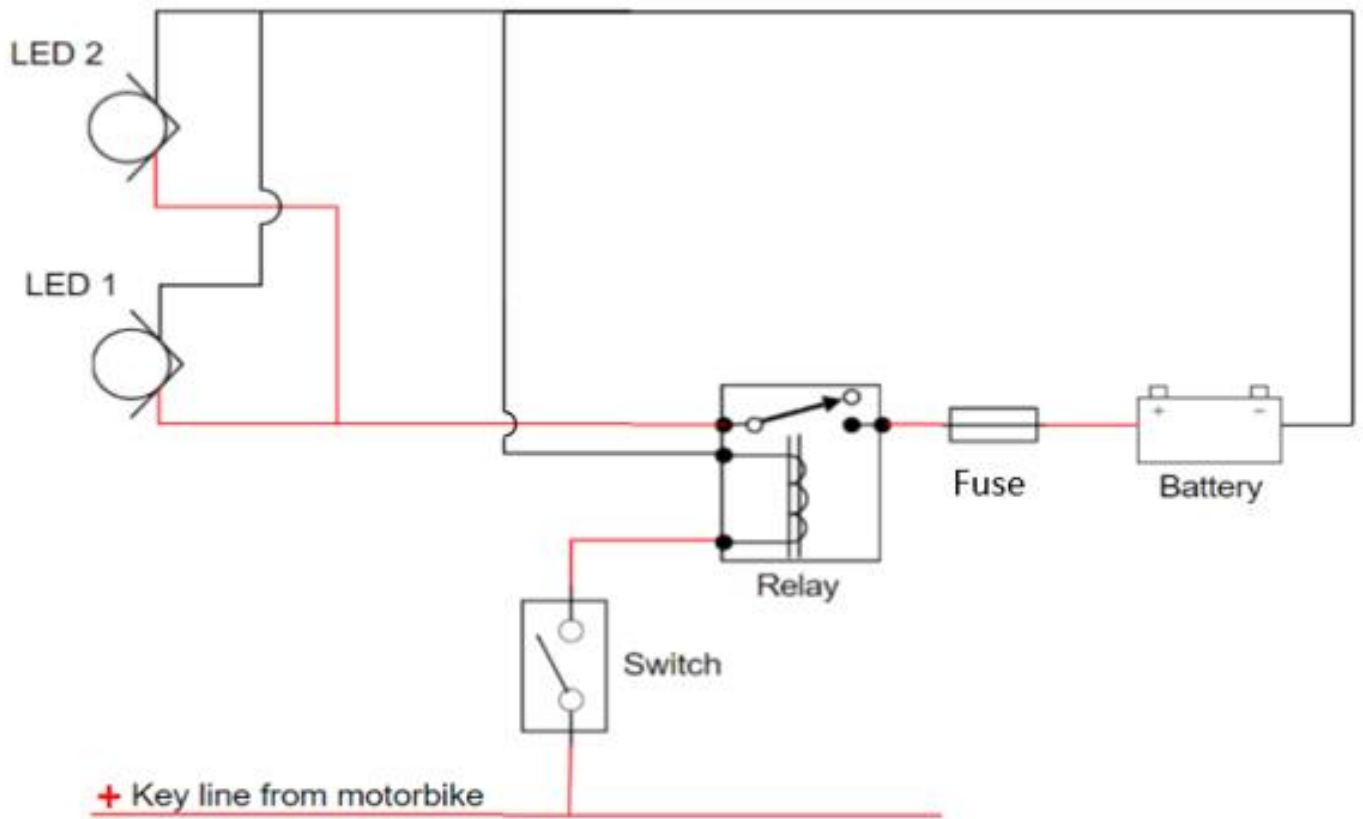 LED 2
LED 1
+ -
Fuse
Battery
Relay
Switch
+ Key line from motorbike